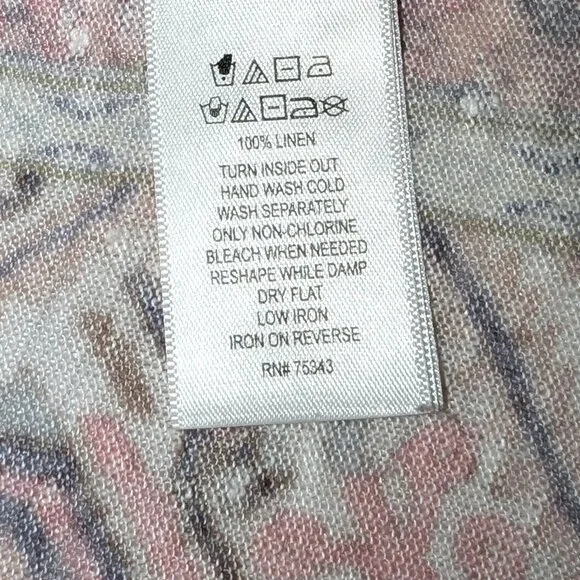 100% LINEN
TURN INSIDE OUT
HAND WASH COLD
WASH SEPARATELY
ONLY NON-CHLORINE
BLEACH WHEN NEEDED
RESHAPE WHILE DAMP
DRY FLAT
LOW IRON
IRON ON REVERSE
RN# 75343